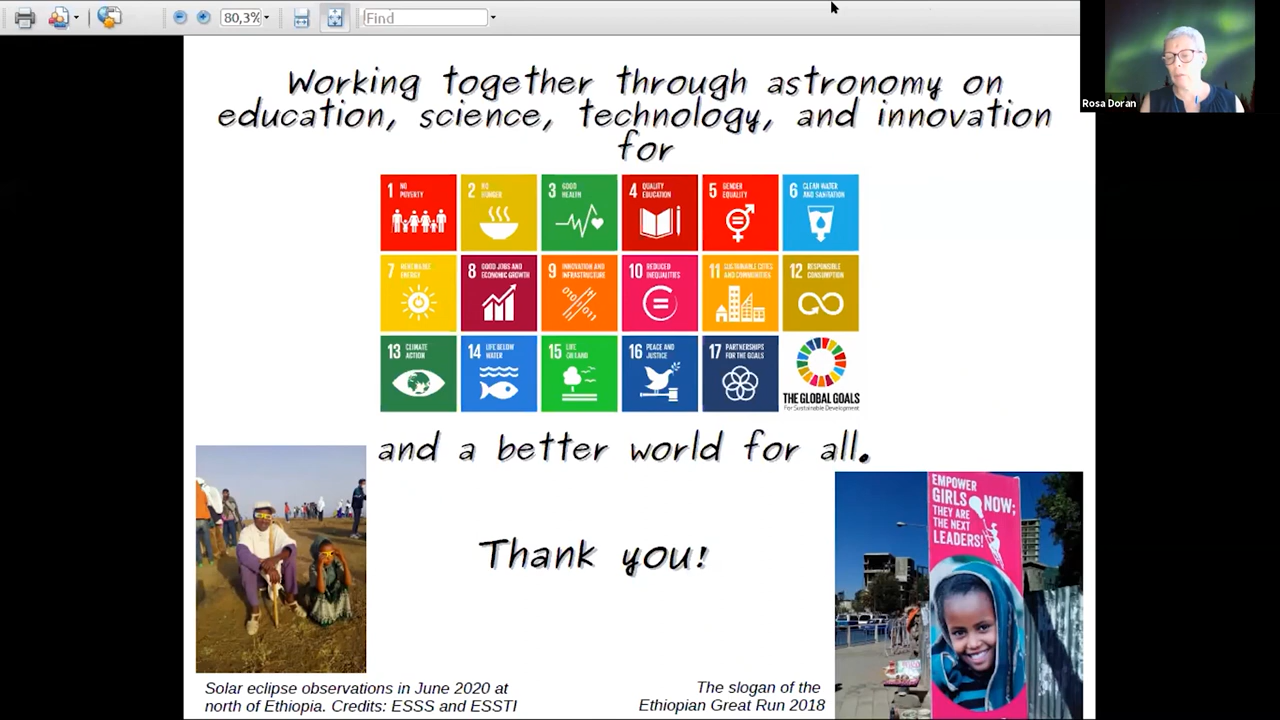 80,3%
Find
Rosa Doran
Working together through astronomy on
education, science, technology, and innovation
for
1 NO
POVERTY
2 NO
HUNGER
3 GOOD
HEALTH
4 QUALITY
EDUCATION
5 GENDER
EQUALITY
6 CLEAN WATER
AND SANITATION
7 RENEWABLE
ENERGY
8 GOOD JOBS AND
ECONOMIC GROWTH
9 INNOVATION AND
INFRASTRUCTURE
10 REDUCED
INEQUALITIES
11 SUSTAINABLE CITIES
AND COMMUNITIES
12 RESPONSIBLE
CONSUMPTION
13 CLIMATE
ACTION
14 LIFE BELOW
WATER
15 LIFE
ON LAND
16 PEACE AND
JUSTICE
17 PARTNERSHIPS
FOR THE GOALS
THE GLOBAL GOALS
For Sustainable Development
and a better world for all.
EMPOWER
GIRLS NOW;
THEY ARE
THE NEXT
LEADERS!
Thank you!
Solar eclipse observations in June 2020 at
north of Ethiopia. Credits: ESSS and ESSTI
The slogan of the
Ethiopian Great Run 2018